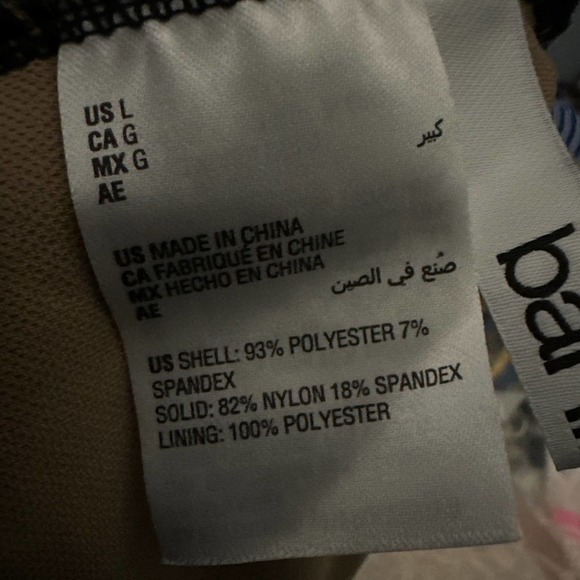 US L
CA G
MX G
AE كبير
US MADE IN CHINA
CA FABRIQUÉ EN CHINE
MX HECHO EN CHINA
AE صُنع في الصين
US SHELL: 93% POLYESTER 7%
SPANDEX
SOLID: 82% NYLON 18% SPANDEX
LINING: 100% POLYESTER